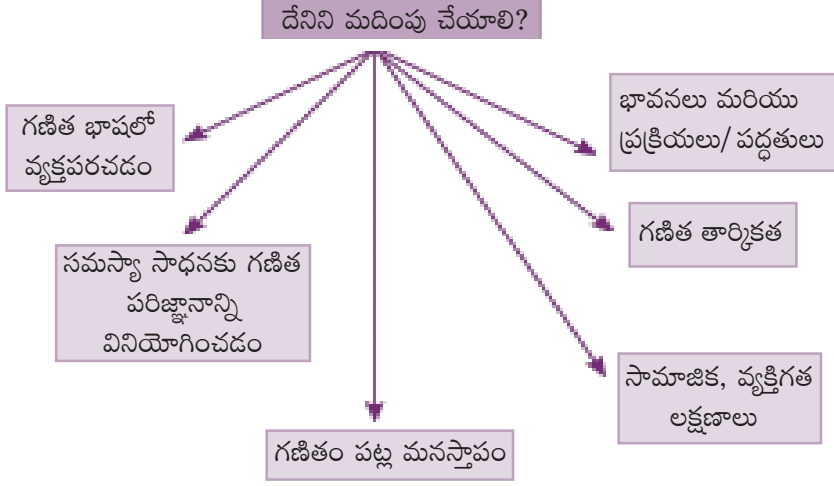 దేనిని మదింపు చేయాలి?
గణిత భాషలో
వ్యక్తపరచడం
సమస్యా సాధనకు గణిత
పరిజ్ఞానాన్ని
వినియోగించడం
గణితం పట్ల మనస్తాపం
భావనలు మరియు
ప్రక్రియలు/ పద్ధతులు
గణిత తార్కికత
సామాజిక, వ్యక్తిగత
లక్షణాలు